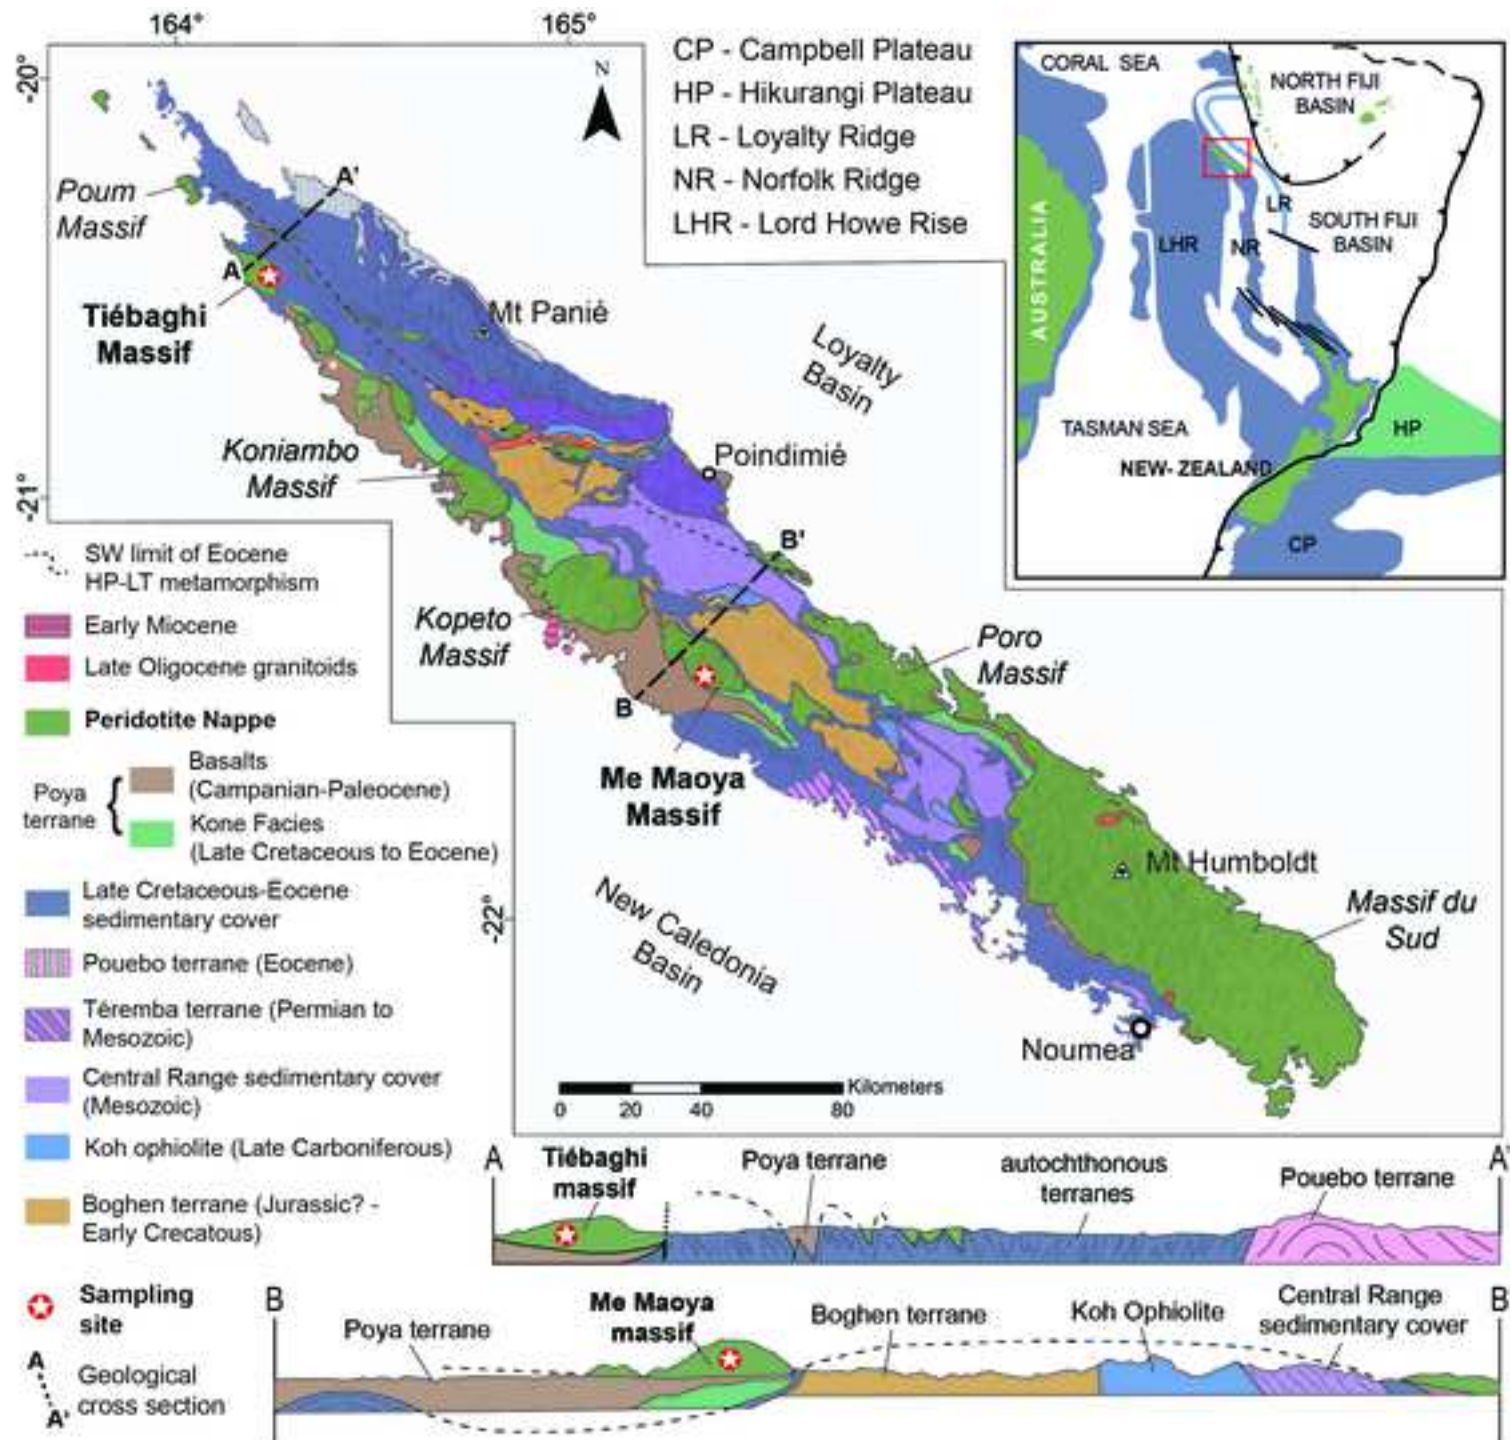 164°
165°
-20°
-21°
-22°
N
CP - Campbell Plateau
HP - Hikurangi Plateau
LR - Loyalty Ridge
NR - Norfolk Ridge
LHR - Lord Howe Rise
CORAL SEA
NORTH FIJI
BASIN
AUSTRALIA
LHR
NR
LR
SOUTH FIJI
BASIN
TASMAN SEA
NEW- ZEALAND
HP
CP
Poum
Massif
A'
A
Tiébaghi
Massif
Mt Panié
Loyalty
Basin
Koniambo
Massif
Poindimié
B'
Kopeto
Massif
Poro
Massif
B
Me Maoya
Massif
Mt Humboldt
New Caledonia
Basin
Massif du
Sud
Noumea
Kilometers
0 20 40 80
SW limit of Eocene
HP-LT metamorphism
Early Miocene
Late Oligocene granitoids
Peridotite Nappe
Poya
terrane
{
Basalts
(Campanian-Paleocene)
Kone Facies
(Late Cretaceous to Eocene)
Late Cretaceous-Eocene
sedimentary cover
Pouebo terrane (Eocene)
Téremba terrane (Permian to
Mesozoic)
Central Range sedimentary cover
(Mesozoic)
Koh ophiolite (Late Carboniferous)
Boghen terrane (Jurassic? -
Early Crecatous)
Sampling
site
A
A'
Geological
cross section
A
Tiébaghi
massif
Poya terrane
autochthonous
terranes
Pouebo terrane
A'
B
Poya terrane
Me Maoya
massif
Boghen terrane
Koh Ophiolite
Central Range
sedimentary cover
B